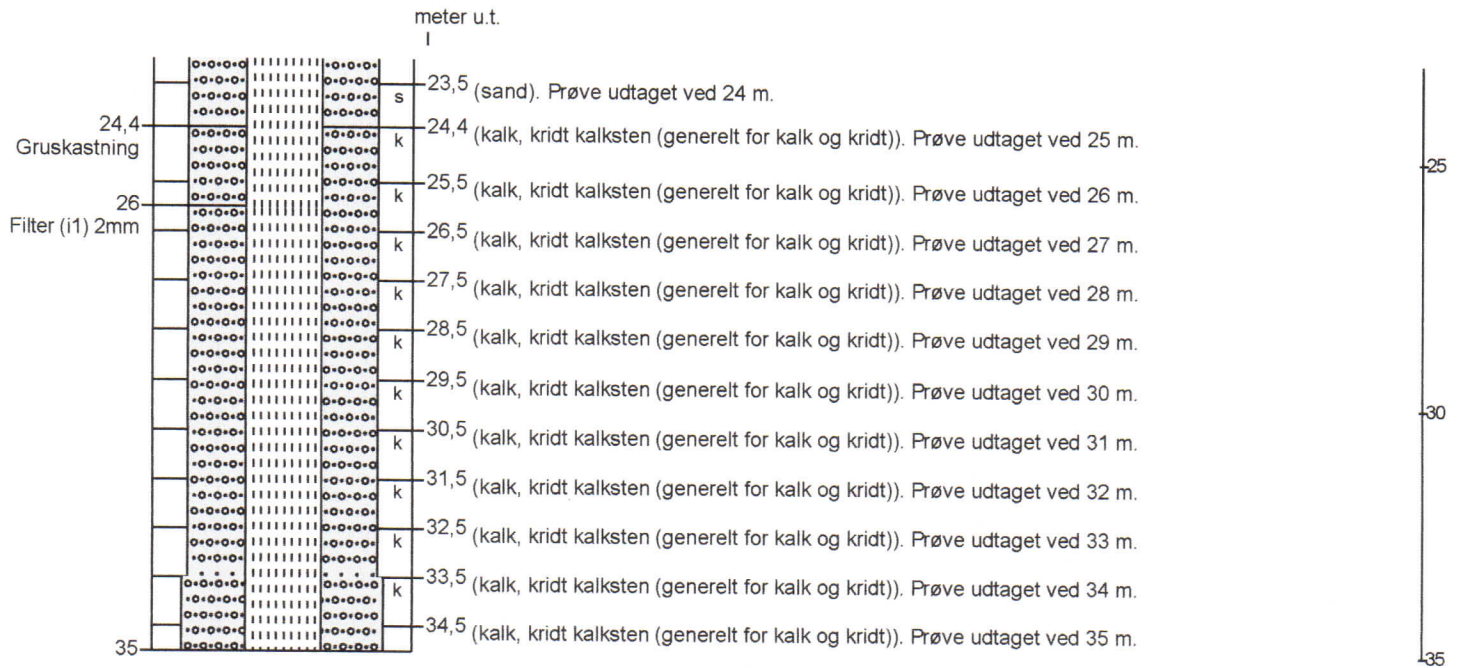 meter u.t.
23,5 (sand). Prøve udtaget ved 24 m.
s
24,4
Gruskastning
24,4 (kalk, kridt kalksten (generelt for kalk og kridt)). Prøve udtaget ved 25 m.
k
25
25,5 (kalk, kridt kalksten (generelt for kalk og kridt)). Prøve udtaget ved 26 m.
k
26
Filter (i1) 2mm
26,5 (kalk, kridt kalksten (generelt for kalk og kridt)). Prøve udtaget ved 27 m.
k
27,5 (kalk, kridt kalksten (generelt for kalk og kridt)). Prøve udtaget ved 28 m.
k
28,5 (kalk, kridt kalksten (generelt for kalk og kridt)). Prøve udtaget ved 29 m.
k
29,5 (kalk, kridt kalksten (generelt for kalk og kridt)). Prøve udtaget ved 30 m.
k
30
30,5 (kalk, kridt kalksten (generelt for kalk og kridt)). Prøve udtaget ved 31 m.
k
31,5 (kalk, kridt kalksten (generelt for kalk og kridt)). Prøve udtaget ved 32 m.
k
32,5 (kalk, kridt kalksten (generelt for kalk og kridt)). Prøve udtaget ved 33 m.
k
33,5 (kalk, kridt kalksten (generelt for kalk og kridt)). Prøve udtaget ved 34 m.
k
34,5 (kalk, kridt kalksten (generelt for kalk og kridt)). Prøve udtaget ved 35 m.
35
35